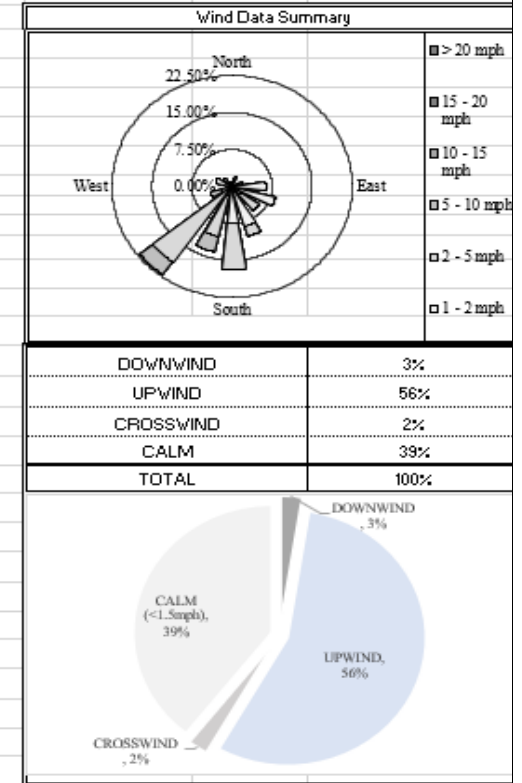 Wind Data Summary
North
22.50%
15.00%
7.50%
0.00%
West
East
South
> 20 mph
15 - 20
mph
10 - 15
mph
5 - 10 mph
2 - 5 mph
1 - 2 mph
DOWNWIND 3%
UPWIND 56%
CROSSWIND 2%
CALM 39%
TOTAL 100%
DOWNWIND
, 3%
CALM
(<1.5mph),
39%
UPWIND,
56%
CROSSWIND
, 2%